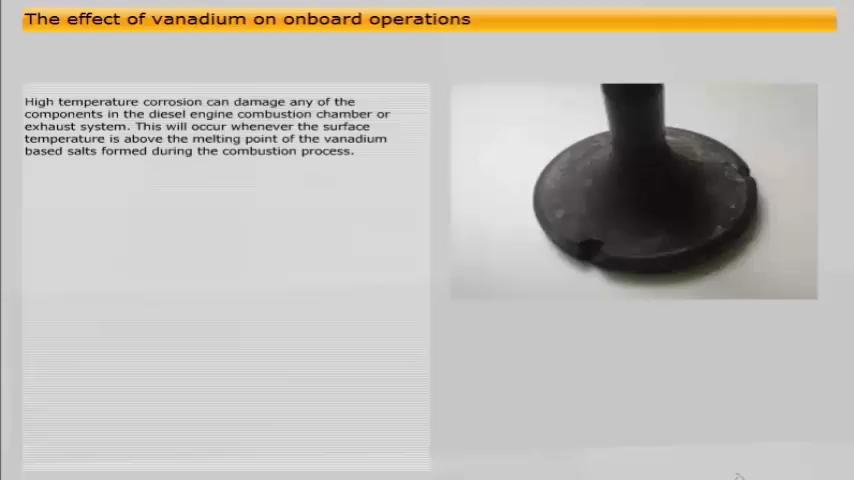 The effect of vanadium on onboard operations
High temperature corrosion can damage any of the
components in the diesel engine combustion chamber or
exhaust system. This will occur whenever the surface
temperature is above the melting point of the vanadium
based salts formed during the combustion process.